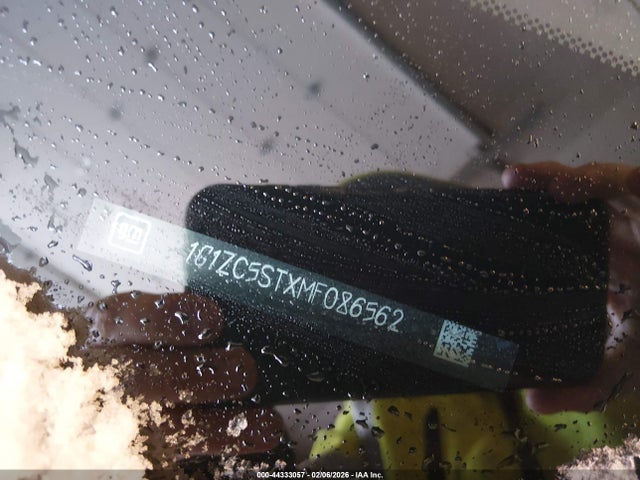 gm
1G1ZC5STXMF086562
000-44333057 - 02/06/2026 - IAA Inc.